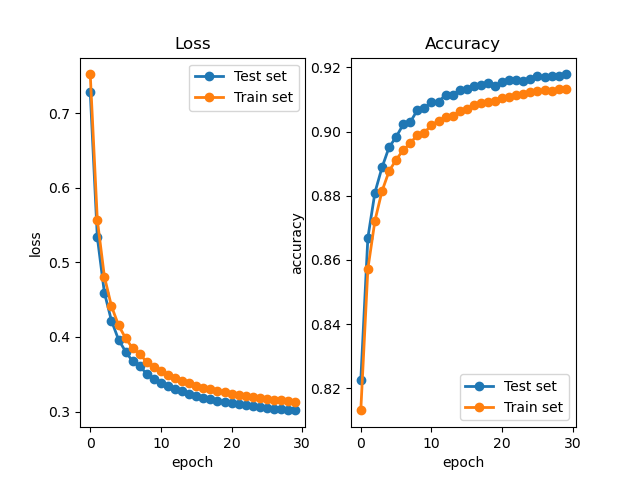 Loss
loss
0.7
0.6
0.5
0.4
0.3
Test set
Train set
0
10
20
30
epoch
Accuracy
accuracy
0.92
0.90
0.88
0.86
0.84
0.82
Test set
Train set
0
10
20
30
epoch